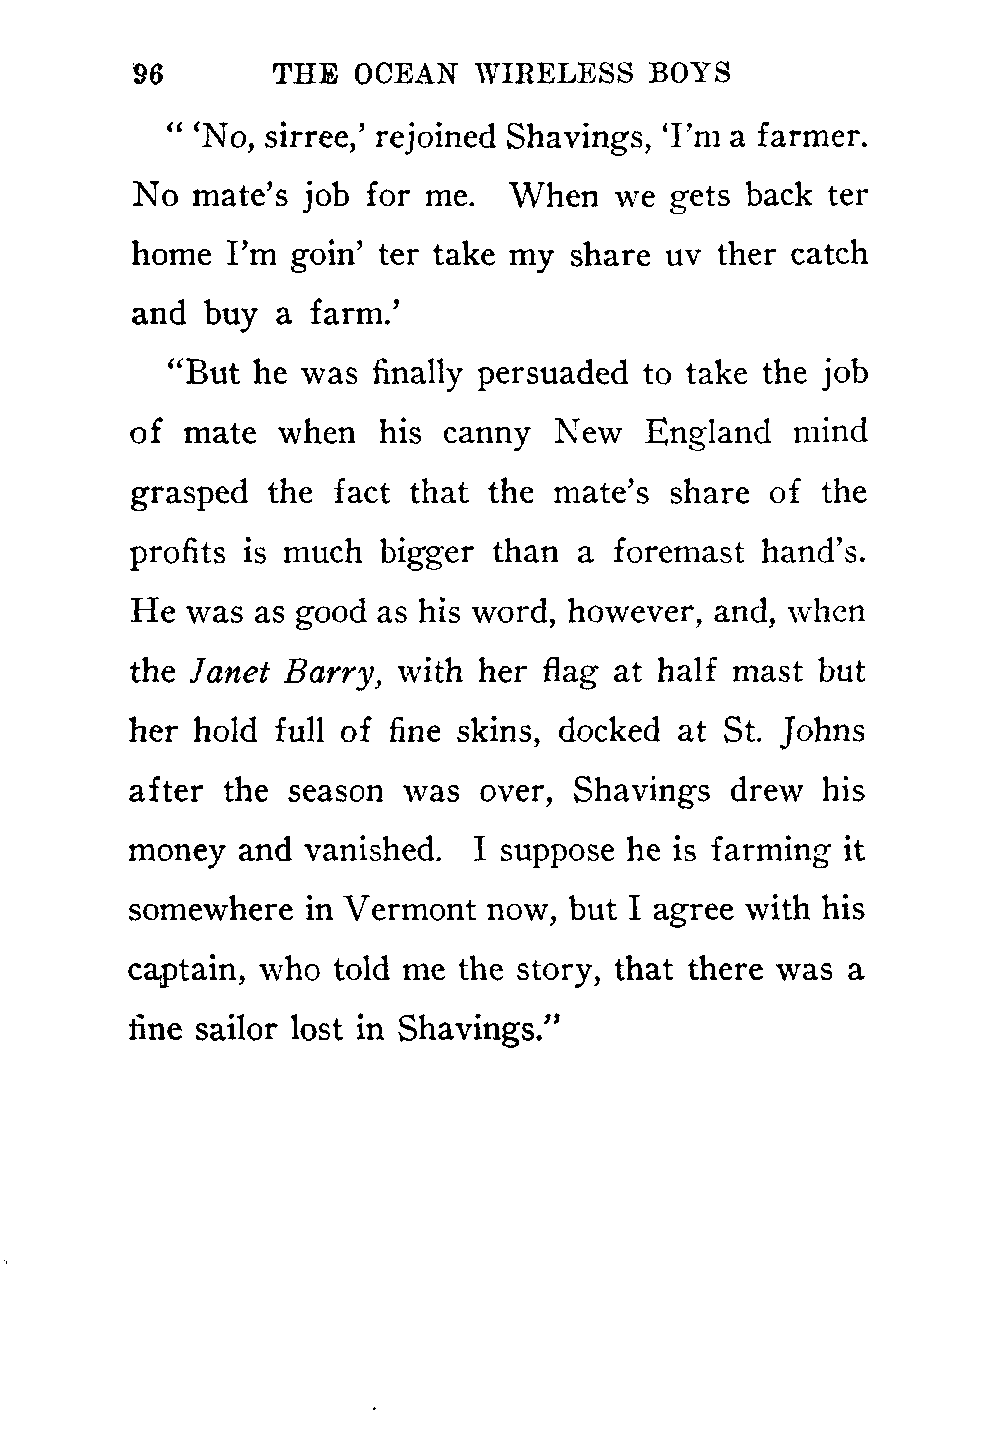 96 THE OCEAN WIRELESS BOYS
“ ‘No, sirree,’ rejoined Shavings, ‘I’m a farmer.
No mate’s job for me. When we gets back ter
home I’m goin’ ter take my share uv ther catch
and buy a farm.’
“But he was finally persuaded to take the job
of mate when his canny New England mind
grasped the fact that the mate’s share of the
profits is much bigger than a foremast hand’s.
He was as good as his word, however, and, when
the Janet Barry, with her flag at half mast but
her hold full of fine skins, docked at St. Johns
after the season was over, Shavings drew his
money and vanished. I suppose he is farming it
somewhere in Vermont now, but I agree with his
captain, who told me the story, that there was a
fine sailor lost in Shavings.”